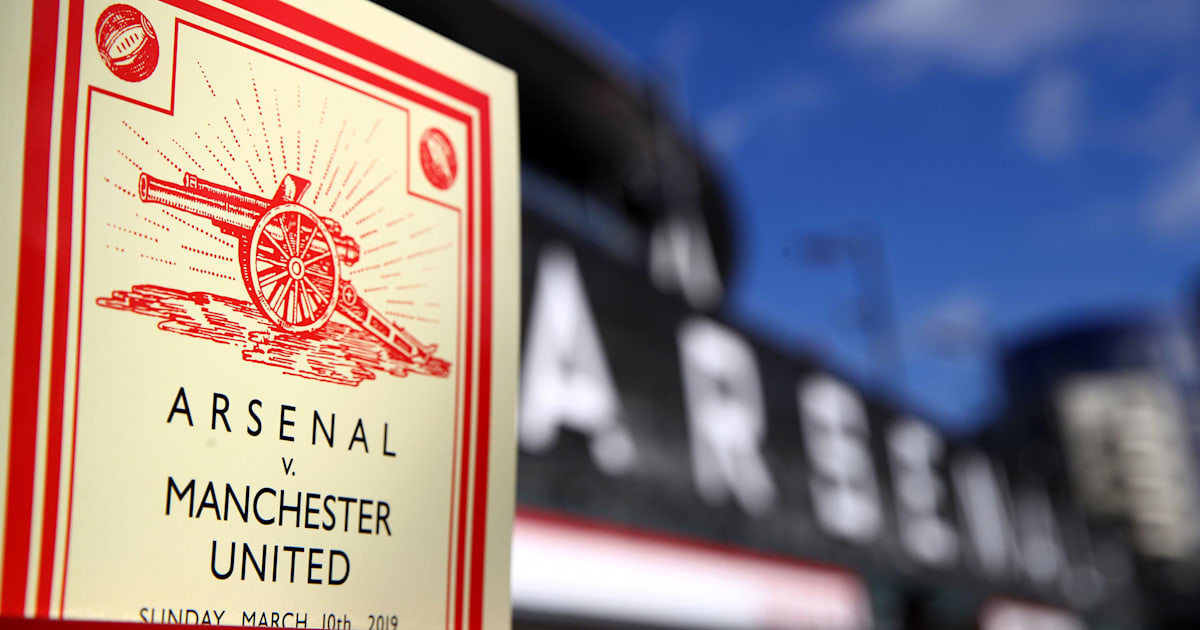 ARSENAL
v.
MANCHESTER
UNITED
SUNDAY MARCH 10th 2019
ARSENAL